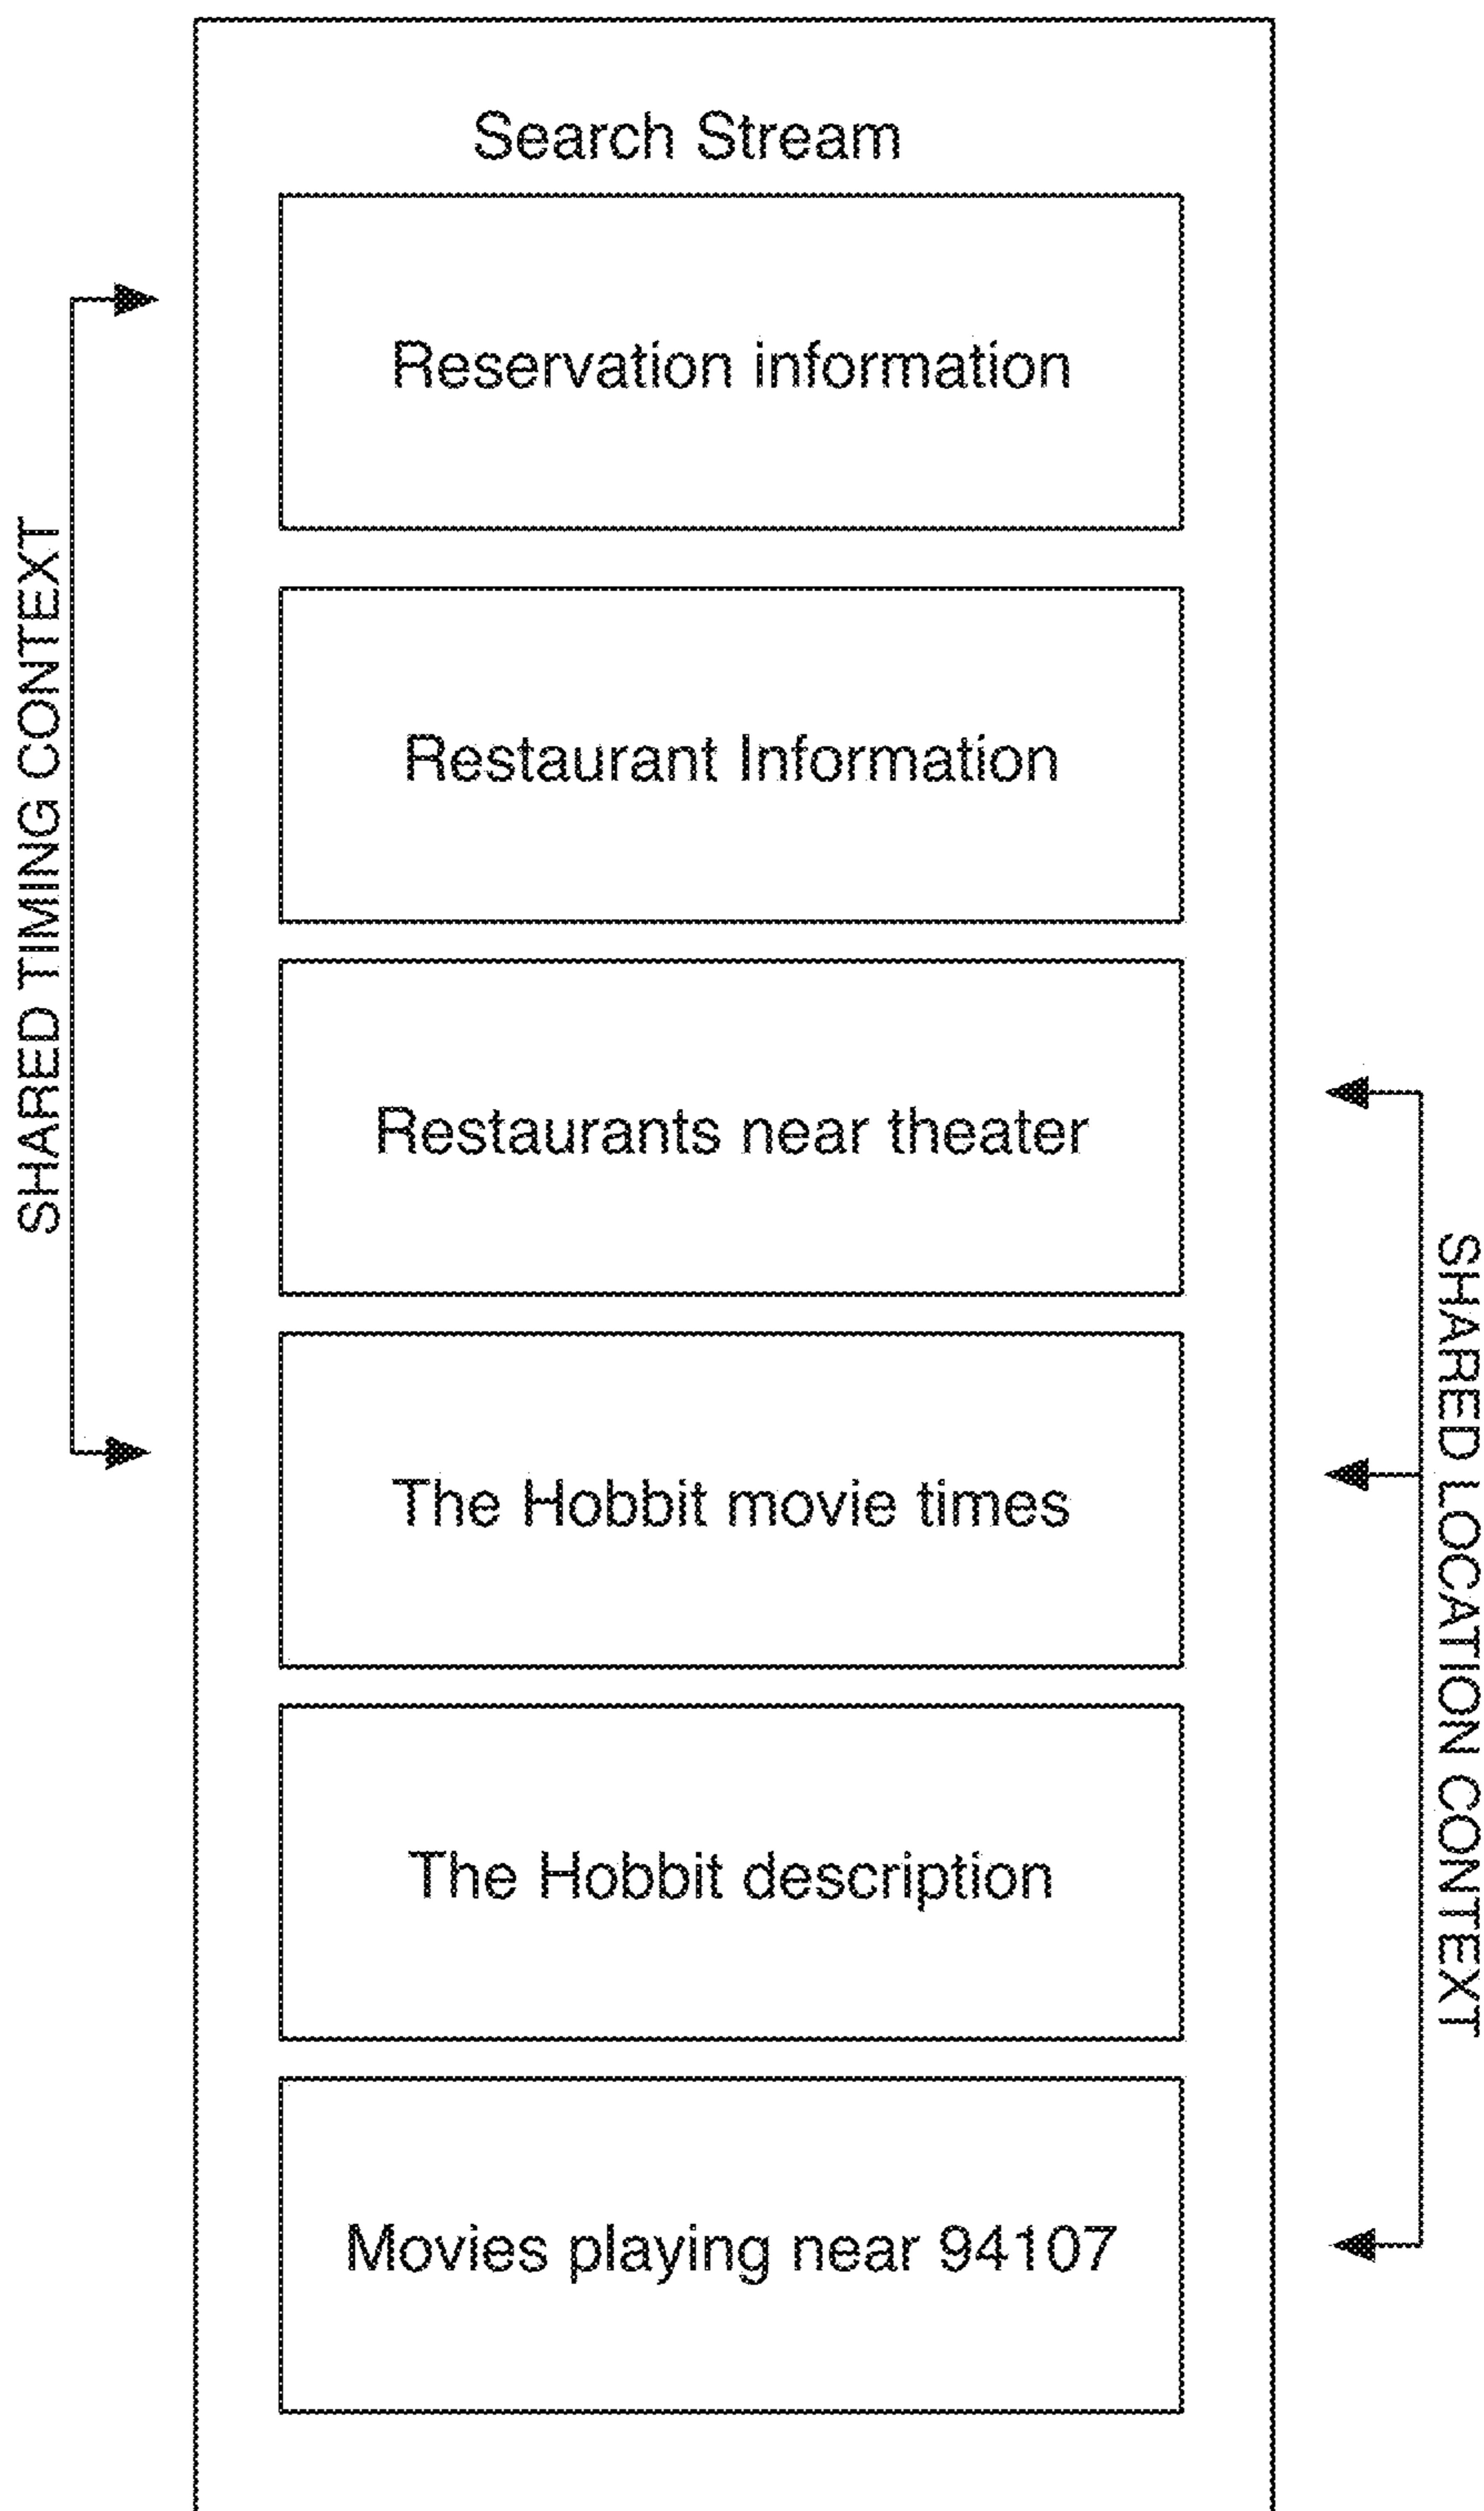 Search Stream
Reservation information
Restaurant Information
Restaurants near theater
The Hobbit movie times
The Hobbit description
Movies playing near 94107
SHARED TIMING CONTEXT
SHARED LOCATION CONTEXT